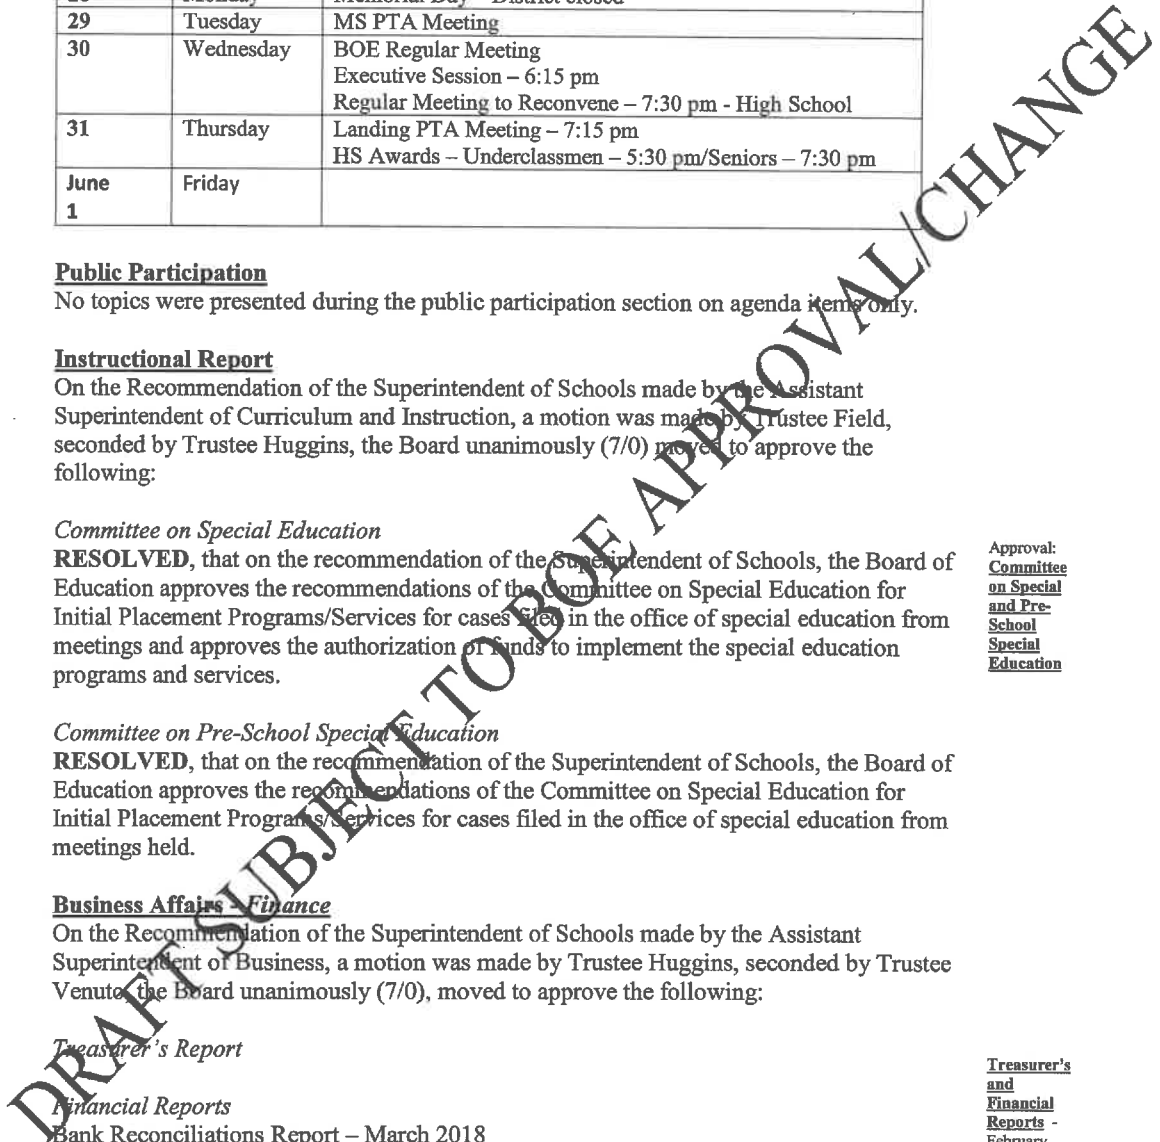 28 Monday Memorial Day – District closed
29 Tuesday MS PTA Meeting
30 Wednesday BOE Regular Meeting
Executive Session – 6:15 pm
Regular Meeting to Reconvene – 7:30 pm - High School
31 Thursday Landing PTA Meeting – 7:15 pm
HS Awards – Underclassmen – 5:30 pm/Seniors – 7:30 pm
June Friday
1
Public Participation
No topics were presented during the public participation section on agenda items only.
Instructional Report
On the Recommendation of the Superintendent of Schools made by the Assistant
Superintendent of Curriculum and Instruction, a motion was made by Trustee Field,
seconded by Trustee Huggins, the Board unanimously (7/0) moved to approve the
following:
Committee on Special Education
RESOLVED, that on the recommendation of the Superintendent of Schools, the Board of
Education approves the recommendations of the Committee on Special Education for
Initial Placement Programs/Services for cases filed in the office of special education from
meetings and approves the authorization of funds to implement the special education
programs and services.
Approval:
Committee
on Special
and Pre-
School
Special
Education
Committee on Pre-School Special Education
RESOLVED, that on the recommendation of the Superintendent of Schools, the Board of
Education approves the recommendations of the Committee on Special Education for
Initial Placement Programs/Services for cases filed in the office of special education from
meetings held.
Business Affairs - Finance
On the Recommendation of the Superintendent of Schools made by the Assistant
Superintendent of Business, a motion was made by Trustee Huggins, seconded by Trustee
Venuto, the Board unanimously (7/0), moved to approve the following:
Treasurer's Report
Financial Reports
Bank Reconciliations Report – March 2018
Treasurer's
and
Financial
Reports -
February
DRAFT SUBJECT TO BOE APPROVAL/CHANGE